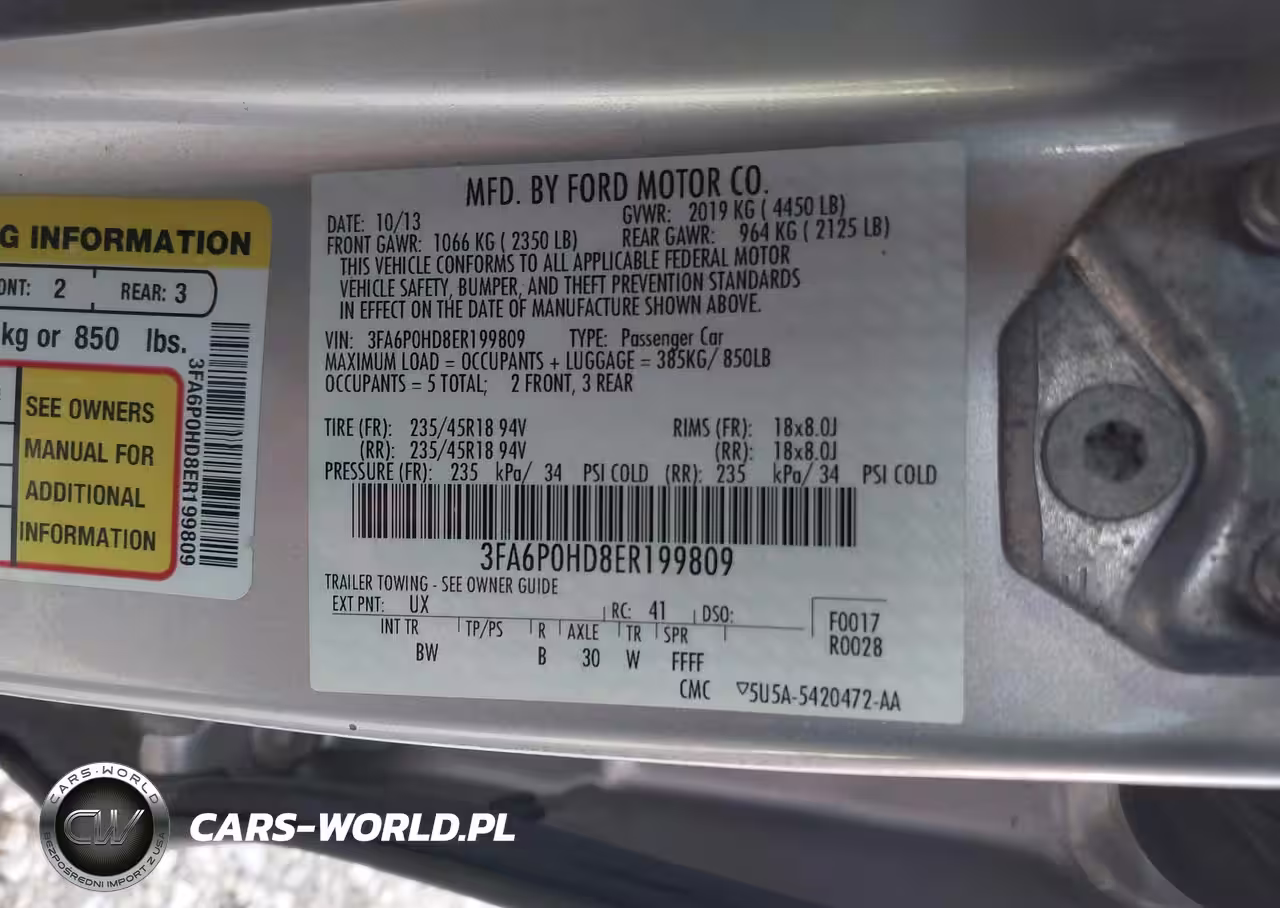 G INFORMATION
ONT: 2 REAR: 3
kg or 850 lbs.
SEE OWNERS
MANUAL FOR
ADDITIONAL
INFORMATION
3FA6P0HD8ER199809
MFD. BY FORD MOTOR CO.
DATE: 10/13 GVWR: 2019 KG ( 4450 LB)
FRONT GAWR: 1066 KG ( 2350 LB) REAR GAWR: 964 KG ( 2125 LB)
THIS VEHICLE CONFORMS TO ALL APPLICABLE FEDERAL MOTOR
VEHICLE SAFETY, BUMPER, AND THEFT PREVENTION STANDARDS
IN EFFECT ON THE DATE OF MANUFACTURE SHOWN ABOVE.
VIN: 3FA6P0HD8ER199809 TYPE: Passenger Car
MAXIMUM LOAD = OCCUPANTS + LUGGAGE = 385KG/ 850LB
OCCUPANTS = 5 TOTAL; 2 FRONT, 3 REAR
TIRE (FR): 235/45R18 94V RIMS (FR): 18x8.0J
(RR): 235/45R18 94V (RR): 18x8.0J
PRESSURE (FR): 235 kPa/ 34 PSI COLD (RR): 235 kPa/ 34 PSI COLD
3FA6P0HD8ER199809
TRAILER TOWING - SEE OWNER GUIDE
EXT PNT: UX RC: 41 DSO:
INT TR TP/PS R AXLE TR SPR
BW B 30 W FFFF
F0017
R0028
CMC ▽5U5A-5420472-AA
CARS-WORLD
CW
BEZPOŚREDNI IMPORT Z USA
CARS-WORLD.PL